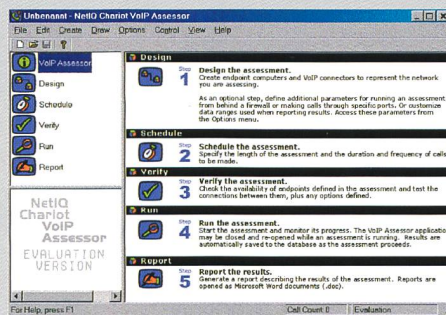 Unbenannt - NetIQ Chariot VoIP Assessor
File Edit Create Draw Options Control View Help
VoIP Assessor
Design
Schedule
Verify
Run
Report
NetIQ
Chariot
VoIP
Assessor
EVALUATION
VERSION
Design
Step 1
Design the assessment.
Create endpoint computers and VoIP connectors to represent the network
you are assessing.
As an optional step, define additional parameters for running an assessment
from behind a firewall or making calls through specific ports. Or customize
data ranges used when reporting results. Access these parameters from
the Options menu.
Schedule
Step 2
Schedule the assessment.
Specify the length of the assessment and the duration and frequency of calls
to be made.
Verify
Step 3
Verify the assessment.
Check the availability of endpoints defined in the assessment and test the
connections between them, plus any options defined.
Run
Step 4
Run the assessment.
Start the assessment and monitor its progress. The VoIP Assessor applicatio
may be closed and re-opened while an assessment is running. Results are
automatically saved to the database as the assessment proceeds.
Report
Step 5
Report the results.
Generate a report describing the results of the assessment. Reports are
opened as Microsoft Word documents (.doc).
For Help, press F1
Call Count 0
Evaluation